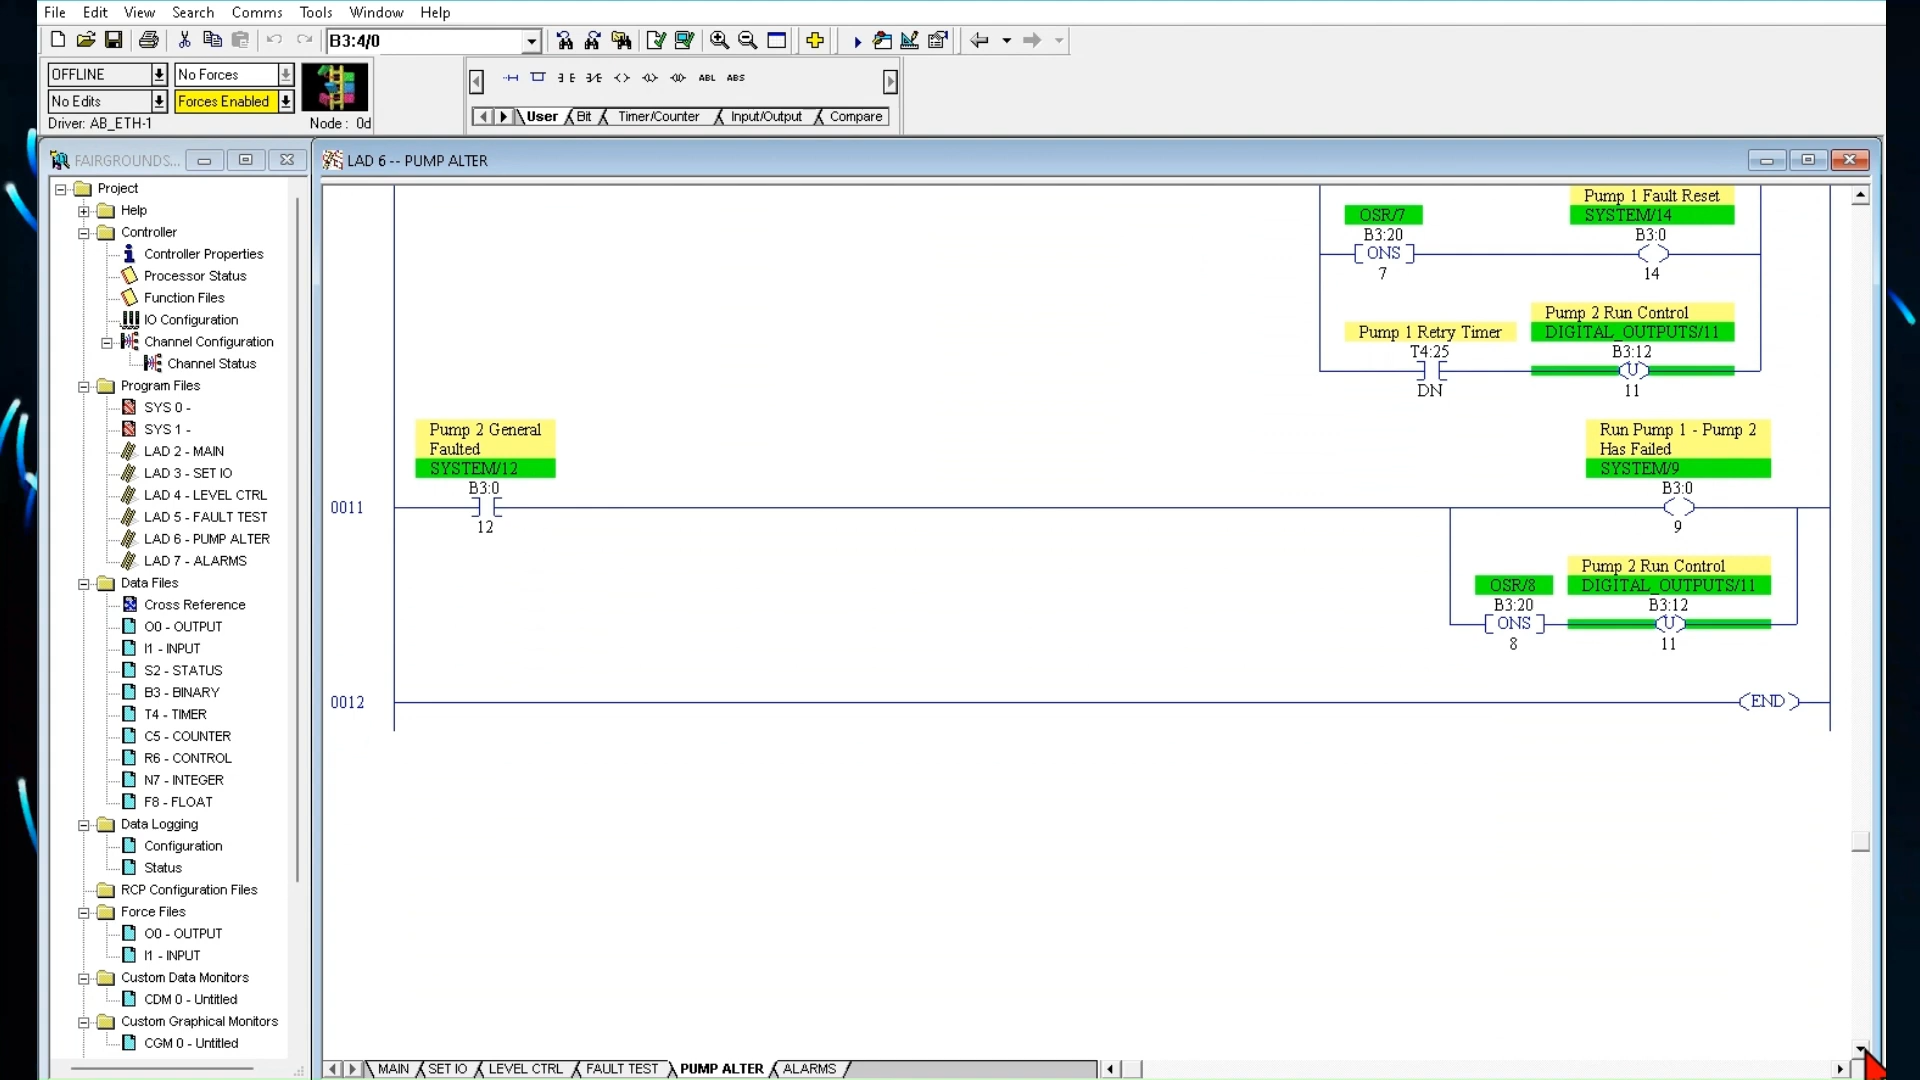 File Edit View Search Comms Tools Window Help
B3:4/0
OFFLINE No Forces
No Edits Forces Enabled
Driver: AB_ETH-1 Node : 0d
ABL ABS
User Bit Timer/Counter Input/Output Compare
FAIRGROUNDS...
Project
Help
Controller
Controller Properties
Processor Status
Function Files
IO Configuration
Channel Configuration
Channel Status
Program Files
SYS 0 -
SYS 1 -
LAD 2 - MAIN
LAD 3 - SET IO
LAD 4 - LEVEL CTRL
LAD 5 - FAULT TEST
LAD 6 - PUMP ALTER
LAD 7 - ALARMS
Data Files
Cross Reference
O0 - OUTPUT
I1 - INPUT
S2 - STATUS
B3 - BINARY
T4 - TIMER
C5 - COUNTER
R6 - CONTROL
N7 - INTEGER
F8 - FLOAT
Data Logging
Configuration
Status
RCP Configuration Files
Force Files
O0 - OUTPUT
I1 - INPUT
Custom Data Monitors
CDM 0 - Untitled
Custom Graphical Monitors
CGM 0 - Untitled
LAD 6 -- PUMP ALTER
Pump 1 Fault Reset
OSR/7 SYSTEM/14
B3:20 B3:0
ONS
7 14
Pump 2 Run Control
Pump 1 Retry Timer DIGITAL_OUTPUTS/11
T4:25 B3:12
U
DN 11
Pump 2 General
Faulted
SYSTEM/12
B3:0
12
Run Pump 1 - Pump 2
Has Failed
SYSTEM/9
B3:0
0011
9
Pump 2 Run Control
OSR/8 DIGITAL_OUTPUTS/11
B3:20 B3:12
ONS U
8 11
0012 END
MAIN SET IO LEVEL CTRL FAULT TEST PUMP ALTER ALARMS